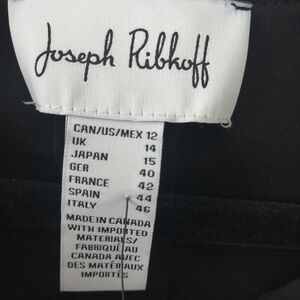 Joseph Ribkoff
CAN/US/MEX 12
UK 14
JAPAN 15
GER 40
FRANCE 42
SPAIN 44
ITALY 46
MADE IN CANADA
WITH IMPORTED
MATERIALS/
FABRIQUÉ AU
CANADA AVEC
DES MATÉRIAUX
IMPORTÉS